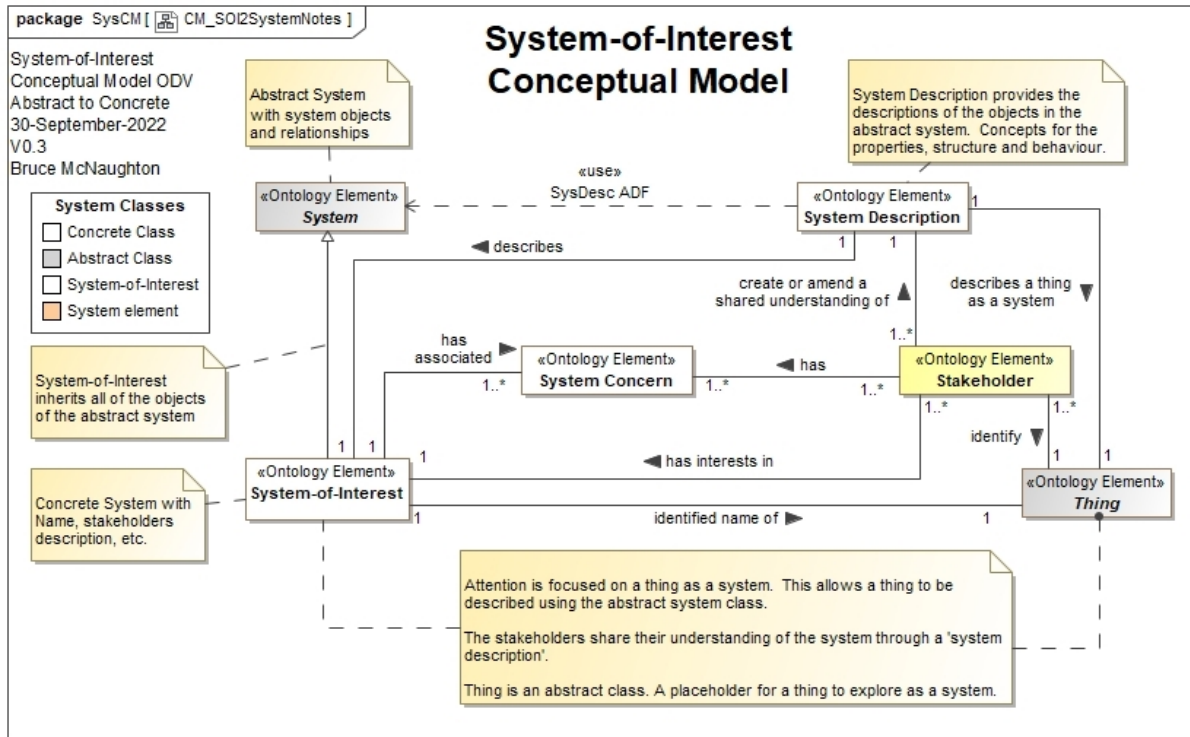 package SysCM [ CM_SOI2SystemNotes ]
System-of-Interest
Conceptual Model
System-of-Interest
Conceptual Model ODV
Abstract to Concrete
30-September-2022
V0.3
Bruce McNaughton
System Classes
Concrete Class
Abstract Class
System-of-Interest
System element
Abstract System
with system objects
and relationships
System Description provides the
descriptions of the objects in the
abstract system.  Concepts for the
properties, structure and behaviour.
«Ontology Element»
System
«use»
SysDesc ADF
«Ontology Element»
System Description
1
1
1
describes
create or amend a
shared understanding of
1..*
describes a thing
as a system
System-of-Interest
inherits all of the objects
of the abstract system
has
associated
1..*
«Ontology Element»
System Concern
1..*
has
1..*
«Ontology Element»
Stakeholder
1..*
1..*
identify
1
1
1
1
1
has interests in
«Ontology Element»
System-of-Interest
1
identified name of
1
«Ontology Element»
Thing
Concrete System with
Name, stakeholders
description, etc.
Attention is focused on a thing as a system.  This allows a thing to be
described using the abstract system class.
The stakeholders share their understanding of the system through a 'system
description'.
Thing is an abstract class. A placeholder for a thing to explore as a system.